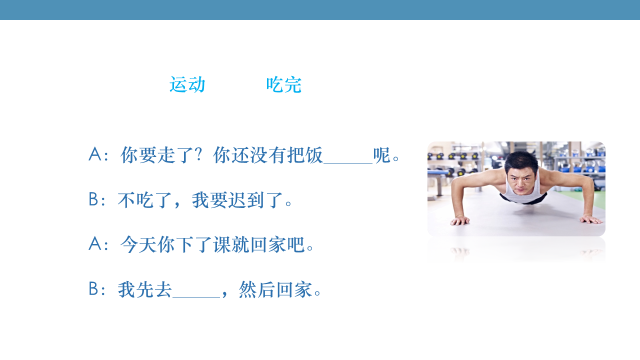 运动 吃完
A：你要走了？你还没有把饭_____呢。
B：不吃了，我要迟到了。
A：今天你下了课就回家吧。
B：我先去_____，然后回家。